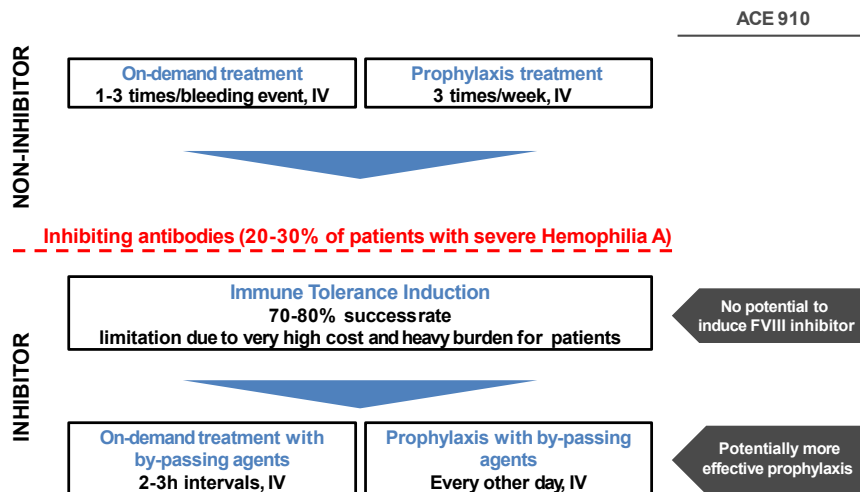 ACE 910
NON-INHIBITOR
On-demand treatment
1-3 times/bleeding event, IV
Prophylaxis treatment
3 times/week, IV
Inhibiting antibodies (20-30% of patients with severe Hemophilia A)
INHIBITOR
Immune Tolerance Induction
70-80% success rate
limitation due to very high cost and heavy burden for patients
No potential to
induce FVIII inhibitor
On-demand treatment with
by-passing agents
2-3h intervals, IV
Prophylaxis with by-passing
agents
Every other day, IV
Potentially more
effective prophylaxis